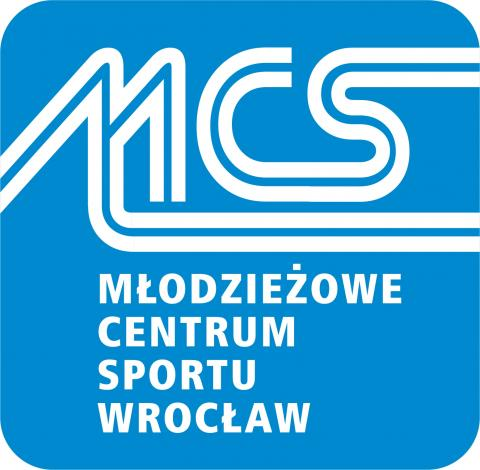 MCS
MŁODZIEŻOWE
CENTRUM
SPORTU
WROCŁAW